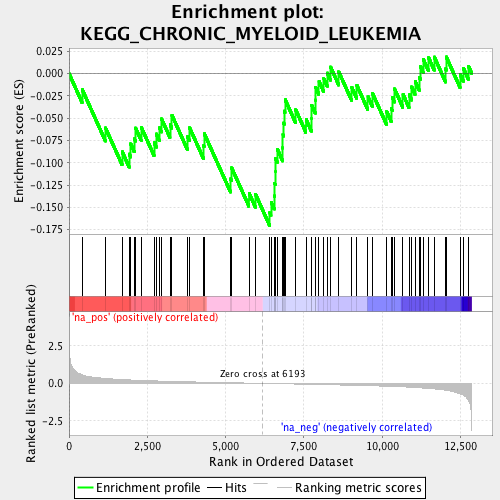 Enrichment plot:
KEGG_CHRONIC_MYELOID_LEUKEMIA
Enrichment score (ES)
0.025
0.000
-0.025
-0.050
-0.075
-0.100
-0.125
-0.150
-0.175
'na_pos' (positively correlated)
Ranked list metric (PreRanked)
2.5
0.0
-2.5
Zero cross at 6193
'na_neg' (negatively correlated)
0
2,500
5,000
7,500
10,000
12,500
Rank in Ordered Dataset
Enrichment profile
Hits
Ranking metric scores